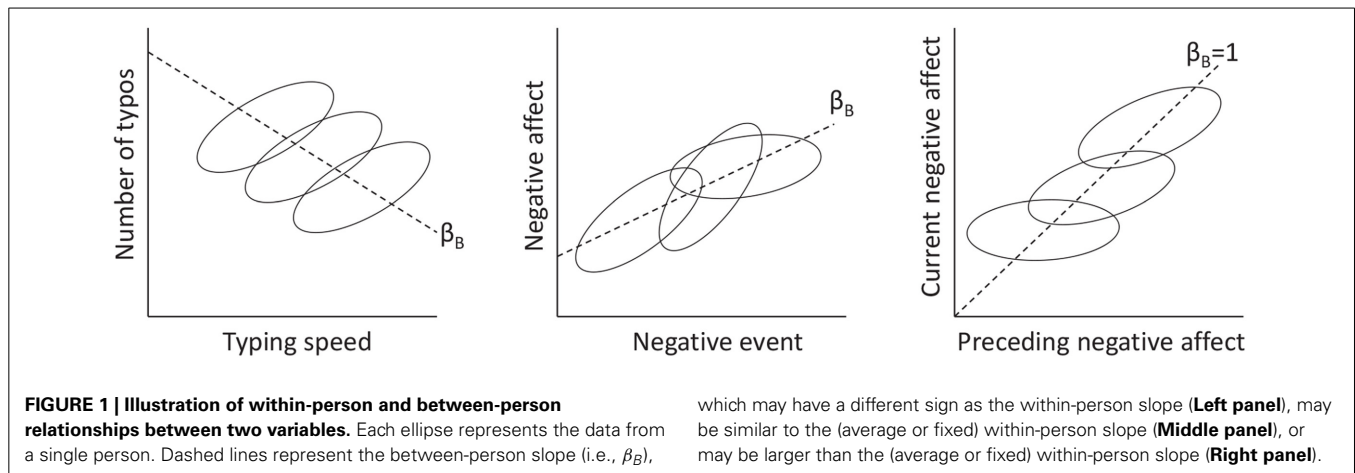 Number of typos
Typing speed
βB
Negative affect
Negative event
βB
Current negative affect
Preceding negative affect
βB=1
FIGURE 1 | Illustration of within-person and between-person
relationships between two variables. Each ellipse represents the data from
a single person. Dashed lines represent the between-person slope (i.e., βB),
which may have a different sign as the within-person slope (Left panel), may
be similar to the (average or fixed) within-person slope (Middle panel), or
may be larger than the (average or fixed) within-person slope (Right panel).